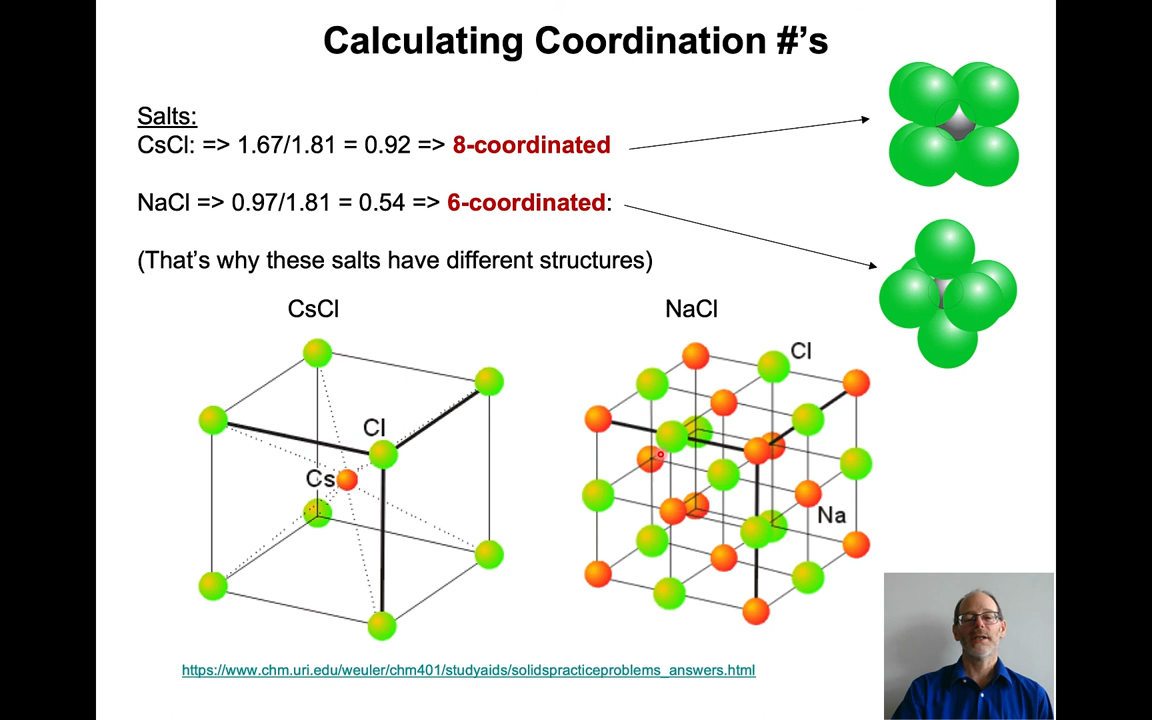 Calculating Coordination #’s
Salts:
CsCl: => 1.67/1.81 = 0.92 => 8-coordinated
NaCl => 0.97/1.81 = 0.54 => 6-coordinated:
(That’s why these salts have different structures)
CsCl
NaCl
Cl
Cl
Cs
Na
https://www.chm.uri.edu/weuler/chm401/studyaids/solidspracticeproblems_answers.html